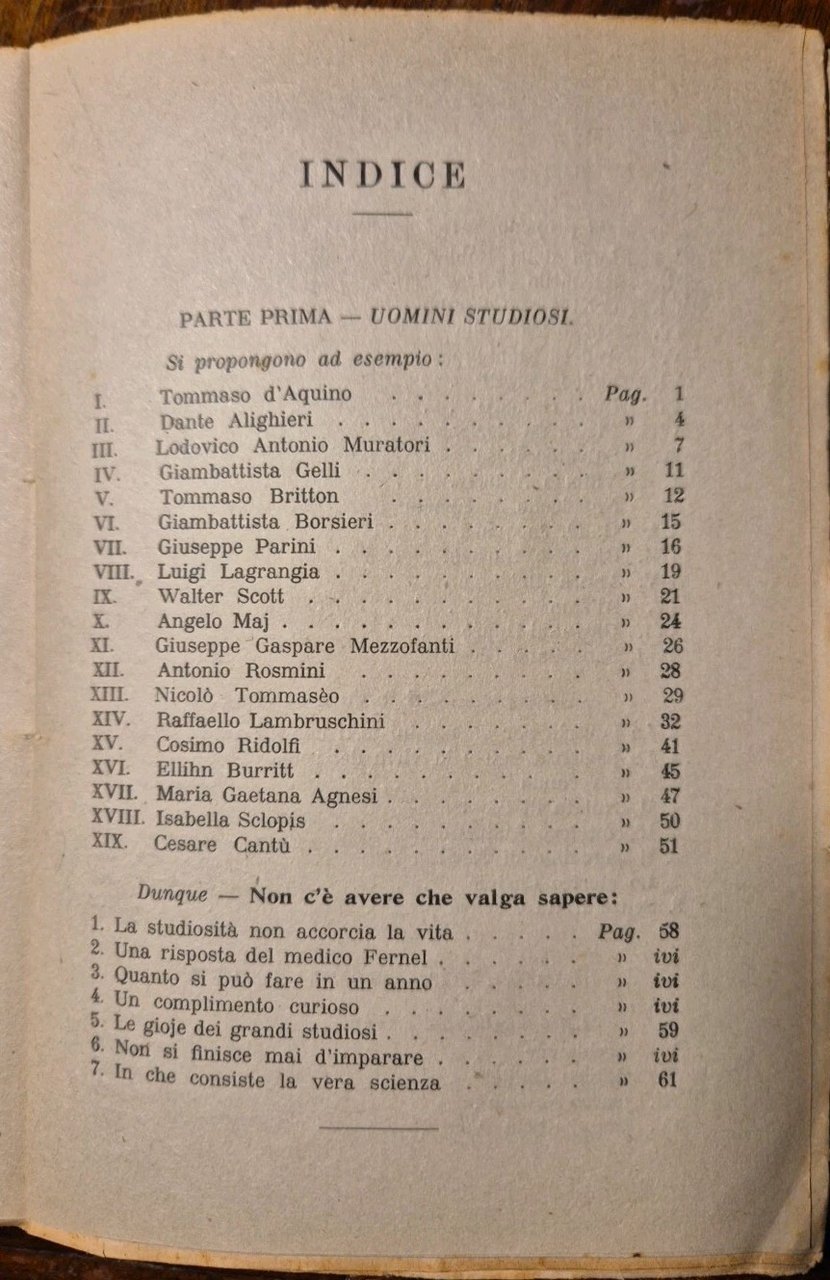 INDICE
PARTE PRIMA — UOMINI STUDIOSI.
Si propongono ad esempio:
I. Tommaso d'Aquino . . . . . . . . Pag. 1
II. Dante Alighieri . . . . . . . . . . » 4
III. Lodovico Antonio Muratori . . . . . . » 7
IV. Giambattista Gelli . . . . . . . . . » 11
V. Tommaso Britton . . . . . . . . » 12
VI. Giambattista Borsieri . . . . . . . . » 15
VII. Giuseppe Parini . . . . . . . . . . » 16
VIII. Luigi Lagrangia . . . . . . . . . . » 19
IX. Walter Scott . . . . . . . . . . . » 21
X. Angelo Maj . . . . . . . . . . . . » 24
XI. Giuseppe Gaspare Mezzofanti . . . . . » 26
XII. Antonio Rosmini . . . . . . . . . » 28
XIII. Nicolò Tommasèo . . . . . . . . . » 29
XIV. Raffaello Lambruschini . . . . . . . » 32
XV. Cosimo Ridolfi . . . . . . . . . . » 41
XVI. Ellihn Burritt . . . . . . . . . . . » 45
XVII. Maria Gaetana Agnesi . . . . . . . . » 47
XVIII. Isabella Sclopis . . . . . . . . . . » 50
XIX. Cesare Cantù . . . . . . . . . . . » 51
Dunque — Non c'è avere che valga sapere:
1. La studiosità non accorcia la vita . . . . . Pag. 58
2. Una risposta del medico Fernel . . . . . . » ivi
3. Quanto si può fare in un anno . . . . . » ivi
4. Un complimento curioso . . . . . . . . » ivi
5. Le gioje dei grandi studiosi . . . . . . . . » 59
6. Non si finisce mai d'imparare . . . . . . » ivi
7. In che consiste la vera scienza . . . . . » 61